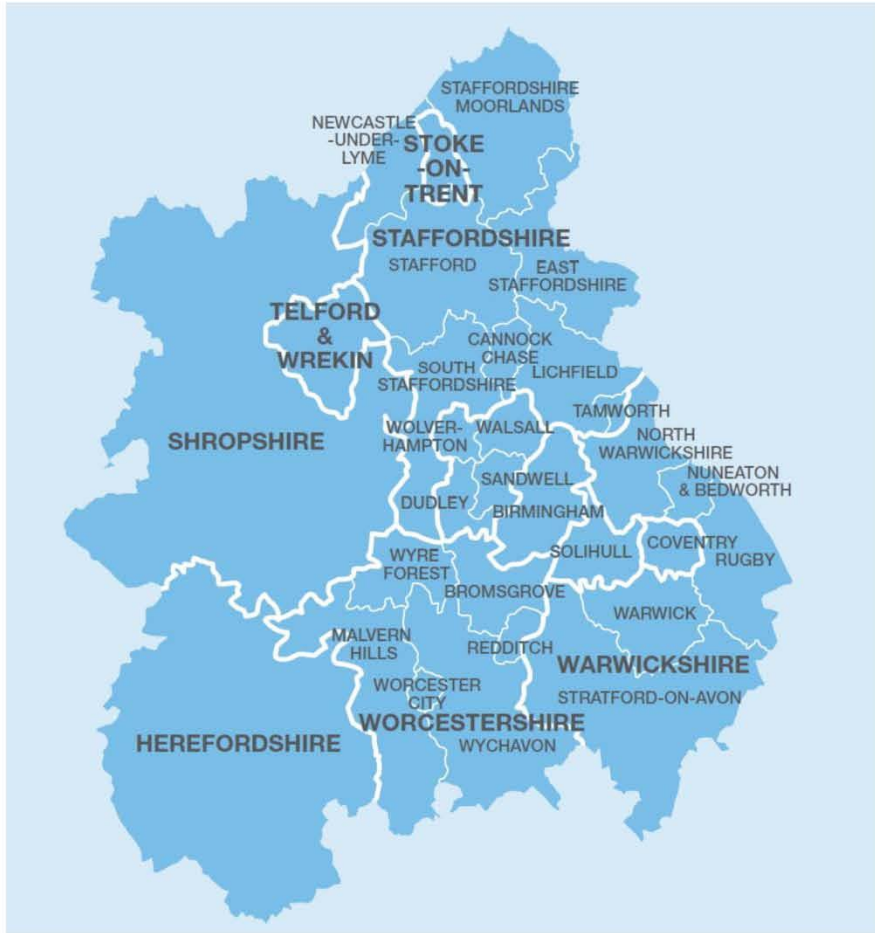 STAFFORDSHIRE
MOORLANDS
NEWCASTLE
-UNDER-
LYME
STOKE
-ON-
TRENT
STAFFORDSHIRE
STAFFORD
EAST
STAFFORDSHIRE
TELFORD
&
WREKIN
CANNOCK
CHASE
SOUTH
STAFFORDSHIRE
LICHFIELD
TAMWORTH
SHROPSHIRE
WOLVER-
HAMPTON
WALSALL
NORTH
WARWICKSHIRE
NUNEATON
& BEDWORTH
SANDWELL
DUDLEY
BIRMINGHAM
SOLIHULL
COVENTRY
RUGBY
WYRE
FOREST
BROMSGROVE
WARWICK
MALVERN
HILLS
REDDITCH
WARWICKSHIRE
STRATFORD-ON-AVON
WORCESTER
CITY
WORCESTERSHIRE
HEREFORDSHIRE
WYCHAVON